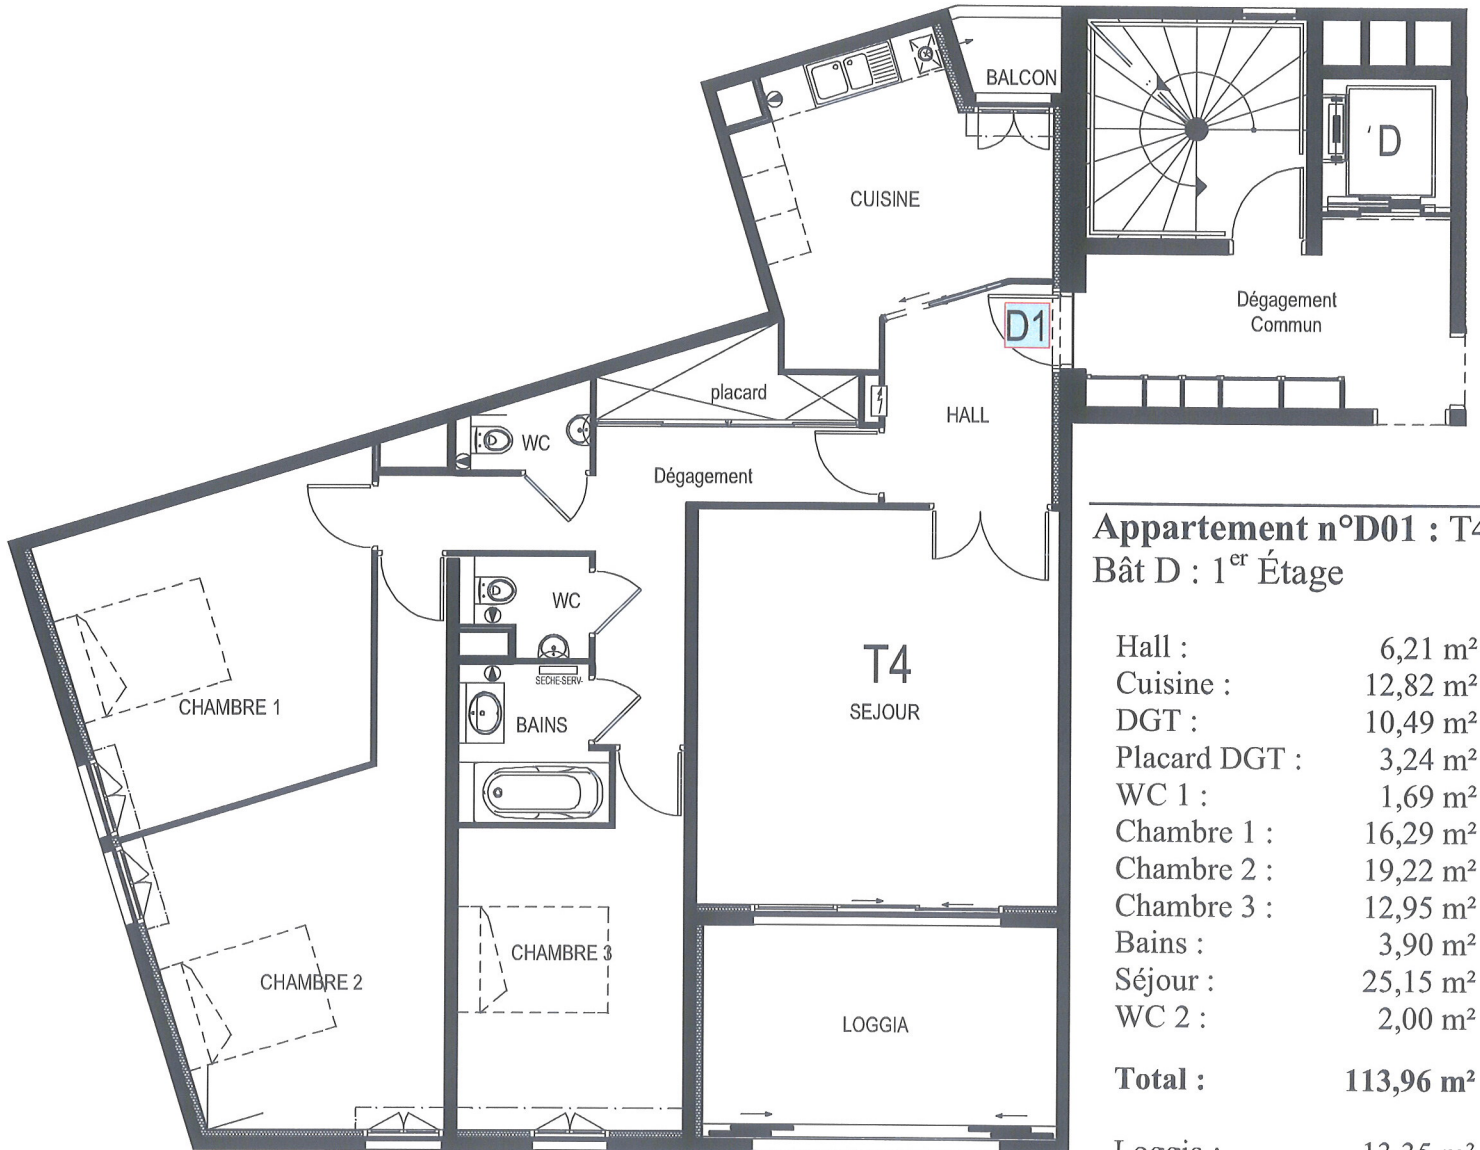 BALCON
'D
CUISINE
Dégagement
Commun
D1
placard
HALL
WC
Dégagement
Appartement n°D01 : T4
Bât D : 1er Étage
WC
T4
SEJOUR
SECHE-SERV-
CHAMBRE 1
BAINS
CHAMBRE 3
CHAMBRE 2
LOGGIA
Hall : 6,21 m²
Cuisine : 12,82 m²
DGT : 10,49 m²
Placard DGT : 3,24 m²
WC 1 : 1,69 m²
Chambre 1 : 16,29 m²
Chambre 2 : 19,22 m²
Chambre 3 : 12,95 m²
Bains : 3,90 m²
Séjour : 25,15 m²
WC 2 : 2,00 m²
Total : 113,96 m²